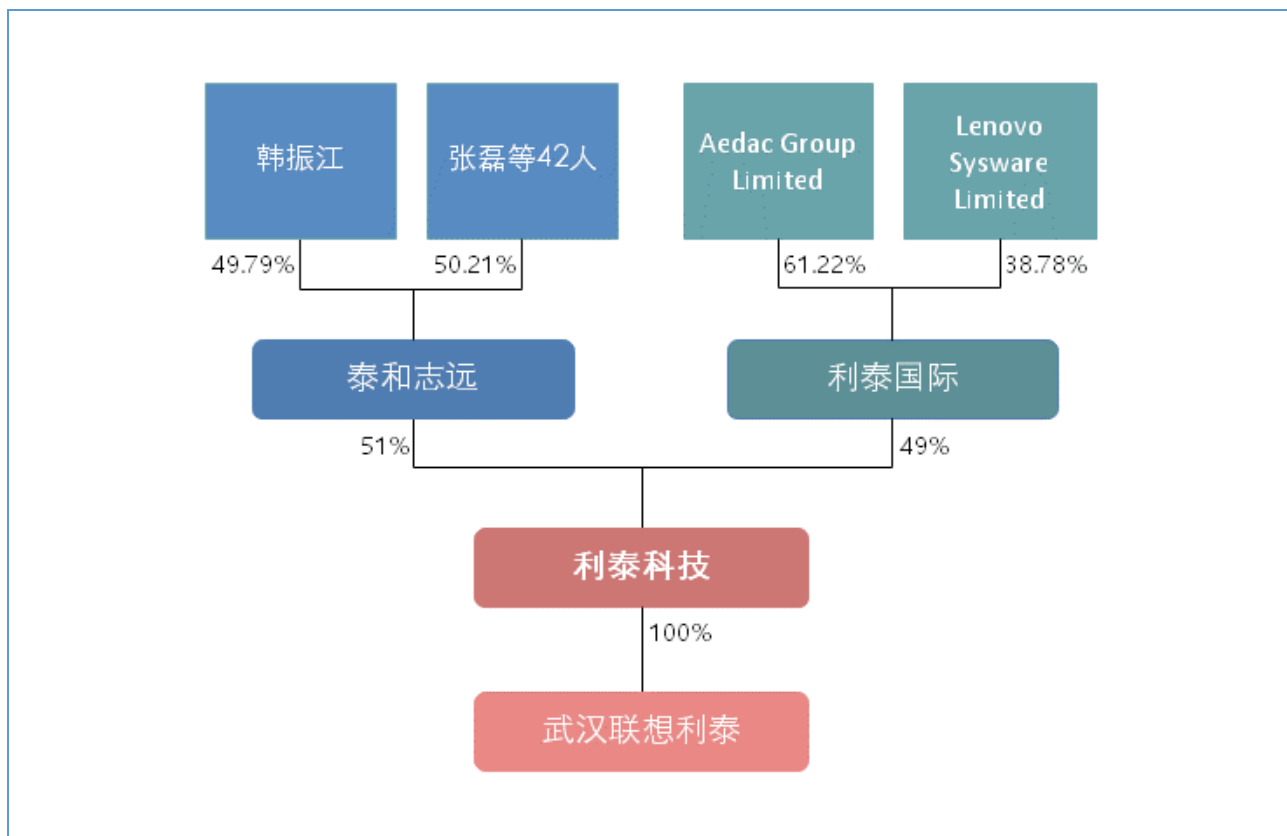 韩振江
张磊等42人
Aedac Group
Limited
Lenovo
Sysware
Limited
49.79%
50.21%
61.22%
38.78%
泰和志远
利泰国际
51%
49%
利泰科技
100%
武汉联想利泰